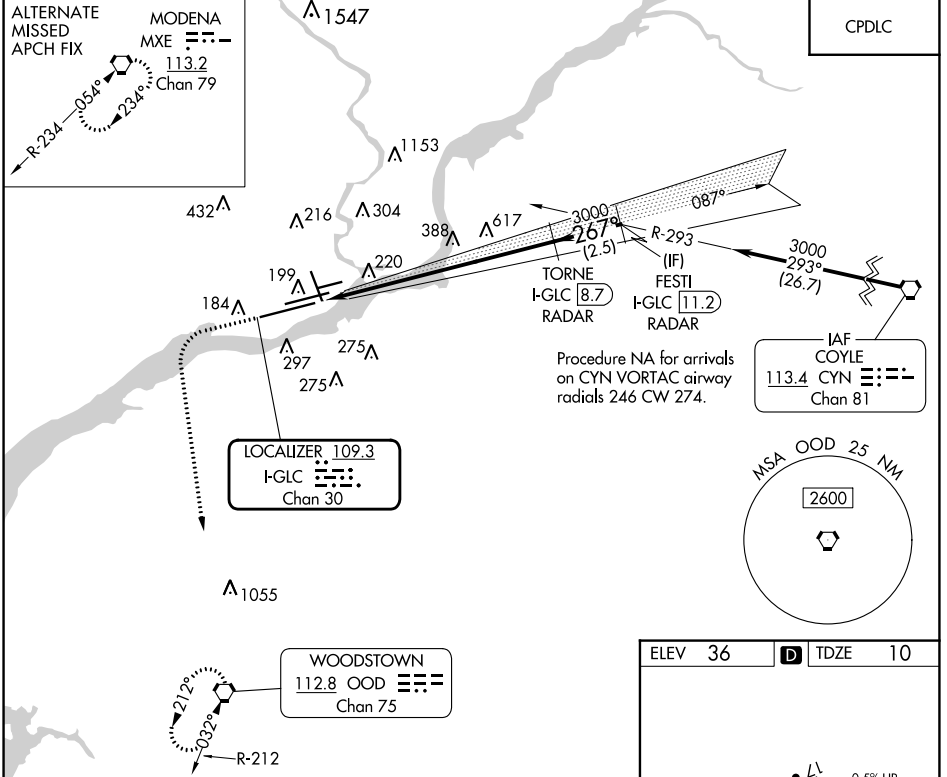 ALTERNATE
MISSED
APCH FIX
MODENA
MXE
113.2
Chan 79
054°
234°
R-234
1547
CPDLC
1153
432
216
304
388
617
3000
267°
(2.5)
087°
R-293
3000
293°
(26.7)
220
199
184
TORNE
I-GLC 8.7
RADAR
(IF)
FESTI
I-GLC 11.2
RADAR
297
275
275
Procedure NA for arrivals
on CYN VORTAC airway
radials 246 CW 274.
IAF
COYLE
113.4 CYN
Chan 81
LOCALIZER 109.3
I-GLC
Chan 30
MSA OOD 25 NM
2600
1055
WOODSTOWN
112.8 OOD
Chan 75
212°
032°
R-212
ELEV 36 D TDZE 10
17